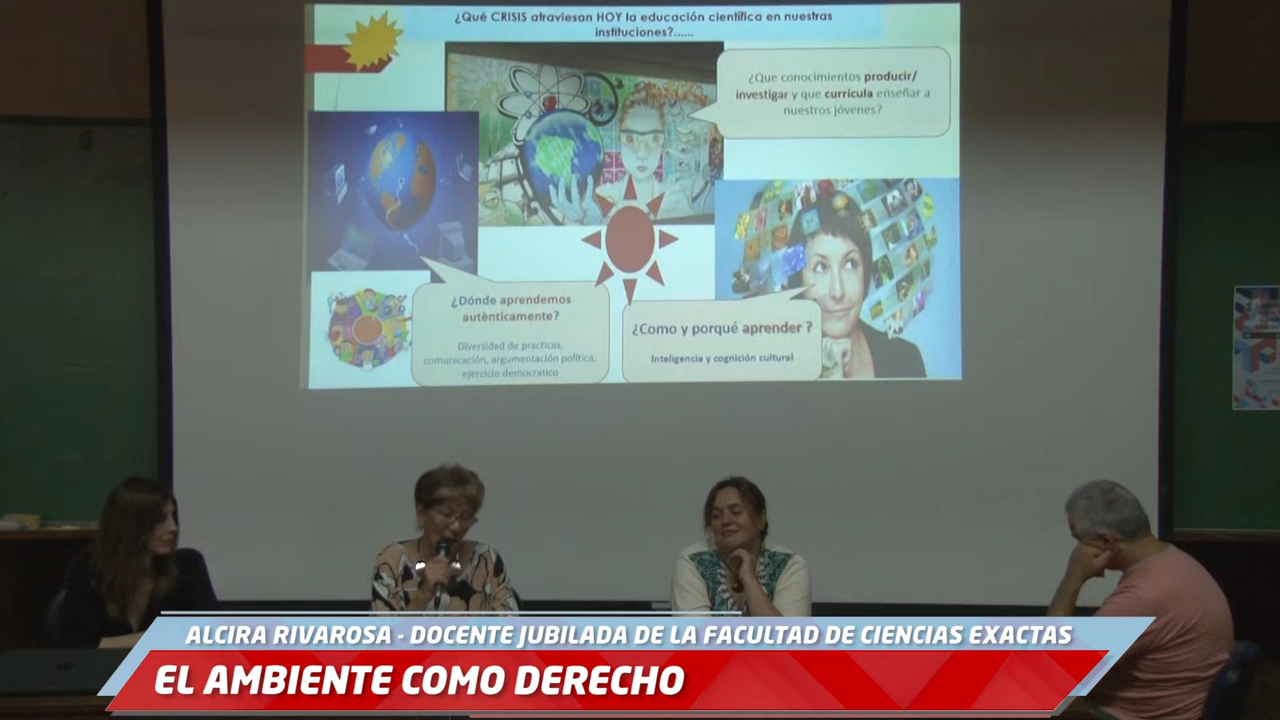 ¿Qué CRISIS atraviesan HOY la educación científica en nuestras
instituciones?......
¿Que conocimientos producir/
investigar y que currícula enseñar a
nuestros jóvenes?
¿Dónde aprendemos
autènticamente?
Diversidad de practicas,
comunicación, argumentación política,
ejercicio democratico
¿Como y porqué aprender ?
Inteligencia y cognición cultural
ALCIRA RIVAROSA - DOCENTE JUBILADA DE LA FACULTAD DE CIENCIAS EXACTAS
EL AMBIENTE COMO DERECHO